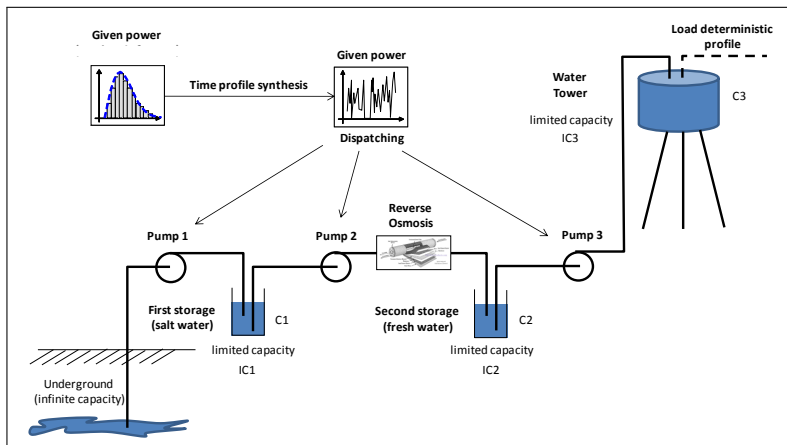 Given power
Time profile synthesis
Given power
Dispatching
Load deterministic
profile
Water
Tower
limited capacity
IC3
C3
Pump 1
Pump 2
Reverse
Osmosis
Pump 3
First storage
(salt water)
C1
limited capacity
IC1
Second storage
(fresh water)
C2
limited capacity
IC2
Underground
(infinite capacity)